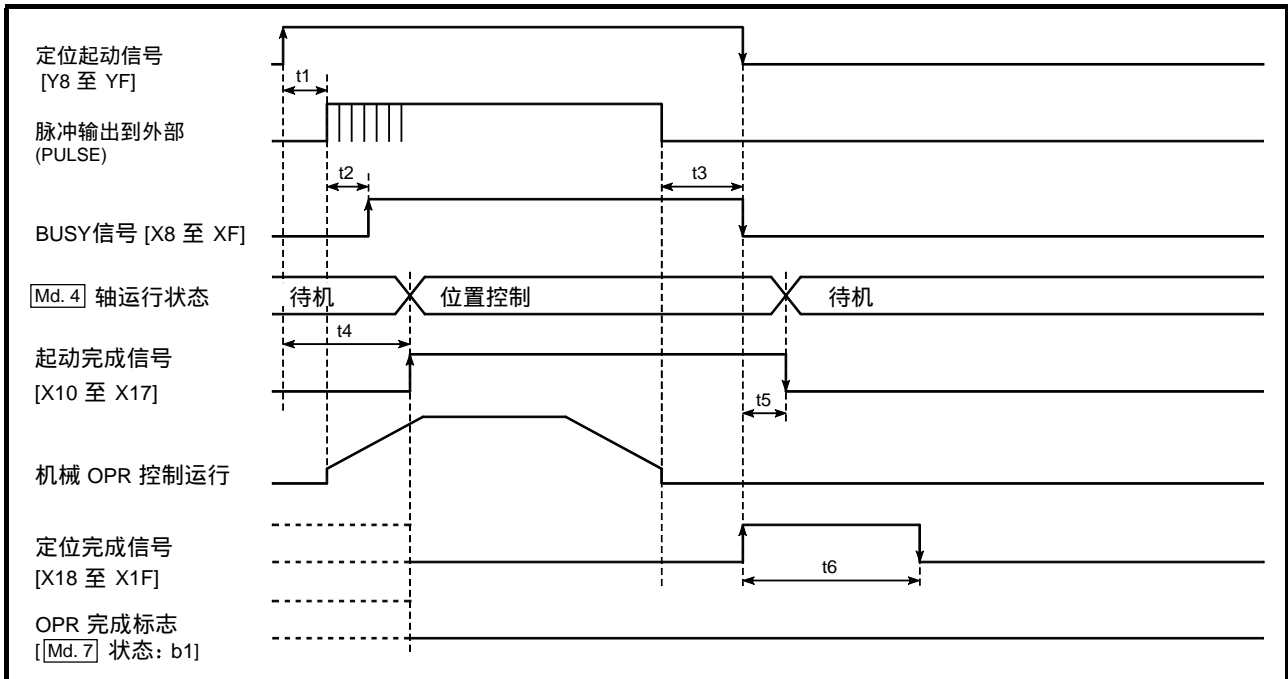 定位起动信号
[Y8 至 YF]
t1
脉冲输出到外部
(PULSE)
t2
t3
BUSY信号 [X8 至 XF]
Md. 4 轴运行状态
待机
位置控制
待机
t4
起动完成信号
[X10 至 X17]
t5
机械 OPR 控制运行
定位完成信号
[X18 至 X1F]
t6
OPR 完成标志
[ Md. 7 状态: b1]